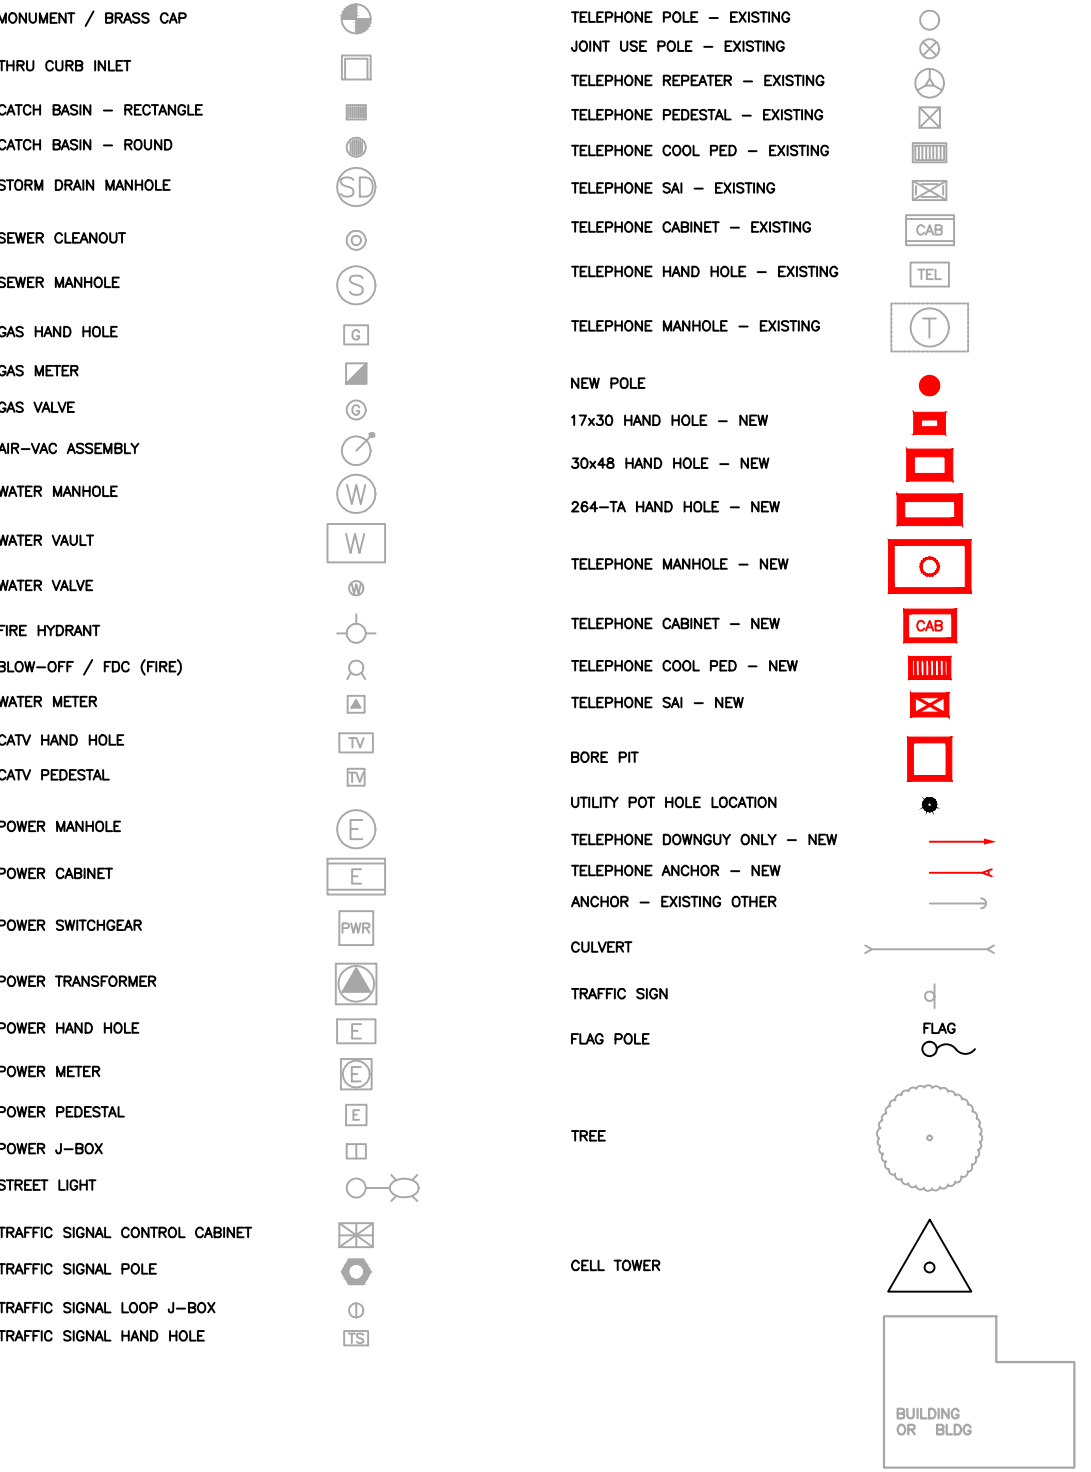 MONUMENT / BRASS CAP
THRU CURB INLET
CATCH BASIN – RECTANGLE
CATCH BASIN – ROUND
STORM DRAIN MANHOLE
SD
SEWER CLEANOUT
SEWER MANHOLE
S
GAS HAND HOLE
G
GAS METER
GAS VALVE
G
AIR–VAC ASSEMBLY
WATER MANHOLE
W
WATER VAULT
W
WATER VALVE
W
FIRE HYDRANT
BLOW–OFF / FDC (FIRE)
WATER METER
CATV HAND HOLE
TV
CATV PEDESTAL
TV
POWER MANHOLE
E
POWER CABINET
E
POWER SWITCHGEAR
PWR
POWER TRANSFORMER
POWER HAND HOLE
E
POWER METER
E
POWER PEDESTAL
E
POWER J–BOX
STREET LIGHT
TRAFFIC SIGNAL CONTROL CABINET
TRAFFIC SIGNAL POLE
TRAFFIC SIGNAL LOOP J–BOX
TRAFFIC SIGNAL HAND HOLE
TS
TELEPHONE POLE – EXISTING
JOINT USE POLE – EXISTING
TELEPHONE REPEATER – EXISTING
TELEPHONE PEDESTAL – EXISTING
TELEPHONE COOL PED – EXISTING
TELEPHONE SAI – EXISTING
TELEPHONE CABINET – EXISTING
CAB
TELEPHONE HAND HOLE – EXISTING
TEL
TELEPHONE MANHOLE – EXISTING
T
NEW POLE
17x30 HAND HOLE – NEW
30x48 HAND HOLE – NEW
264–TA HAND HOLE – NEW
TELEPHONE MANHOLE – NEW
TELEPHONE CABINET – NEW
CAB
TELEPHONE COOL PED – NEW
TELEPHONE SAI – NEW
BORE PIT
UTILITY POT HOLE LOCATION
TELEPHONE DOWNGUY ONLY – NEW
TELEPHONE ANCHOR – NEW
ANCHOR – EXISTING OTHER
CULVERT
TRAFFIC SIGN
FLAG POLE
FLAG
TREE
CELL TOWER
BUILDING
OR BLDG